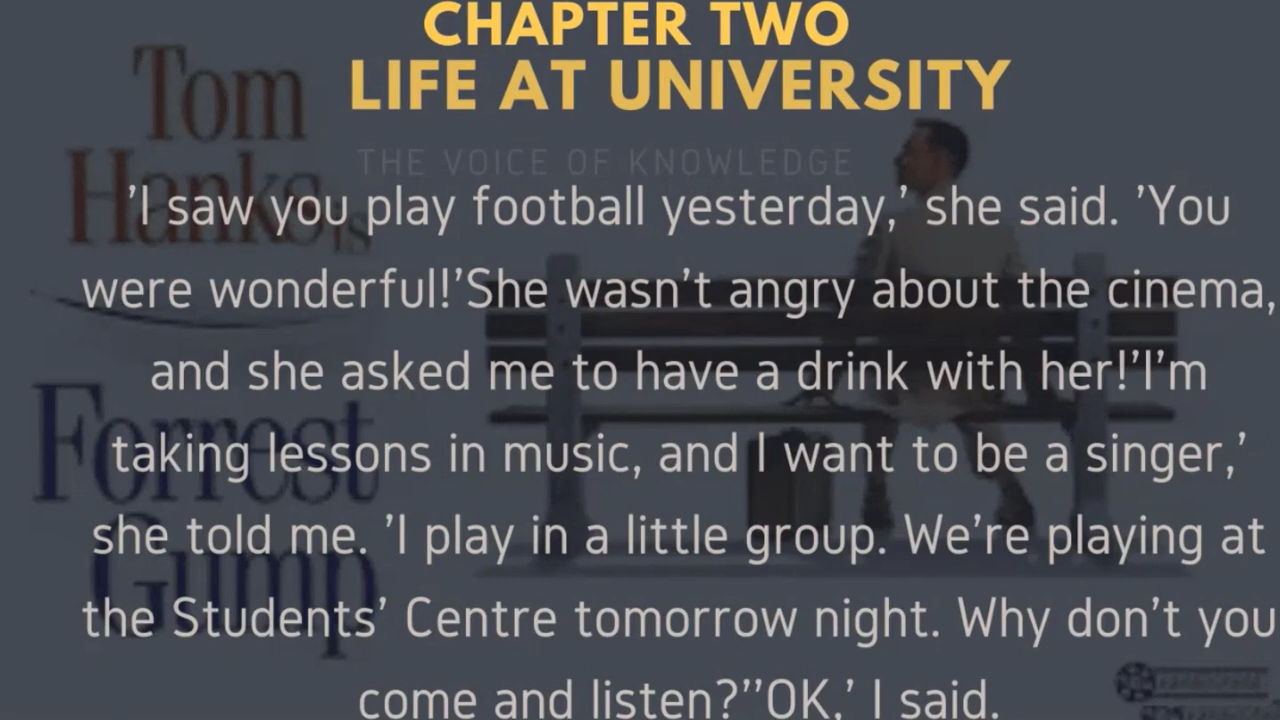 CHAPTER TWO
LIFE AT UNIVERSITY
Tom
Hanks is
THE VOICE OF KNOWLEDGE
'I saw you play football yesterday,' she said. 'You
were wonderful!'She wasn't angry about the cinema,
and she asked me to have a drink with her!'I'm
taking lessons in music, and I want to be a singer,'
she told me. 'I play in a little group. We're playing at
the Students' Centre tomorrow night. Why don't you
come and listen?''OK,' I said.
Forrest
Gump